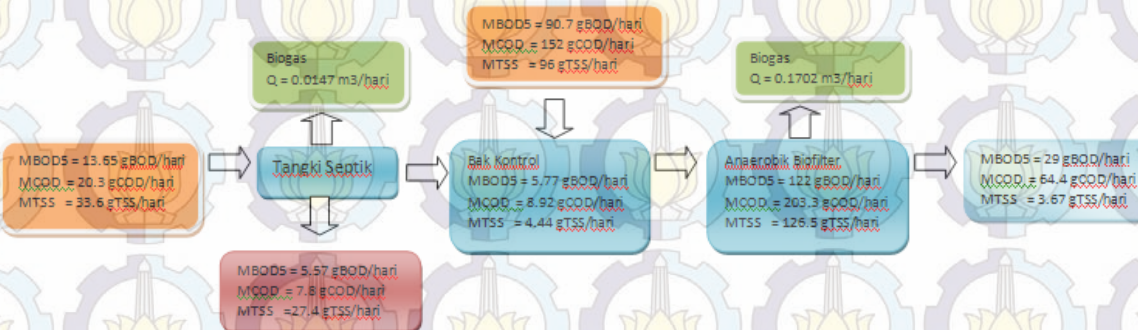 MBOD5 = 90.7 gBOD/hari
MCOD = 152 gCOD/hari
MTSS = 96 gTSS/hari
Biogas
Q = 0.0147 m3/hari
Biogas
Q = 0.1702 m3/hari
MBOD5 = 13.65 gBOD/hari
MCOD = 20.3 gCOD/hari
MTSS = 33.6 gTSS/hari
Tangki Septik
Bak Kontrol
MBOD5 = 5.77 gBOD/hari
MCOD = 8.92 gCOD/hari
MTSS = 4.44 gTSS/hari
Anaerobik Biofilter
MBOD5 = 122 gBOD/hari
MCOD = 203.3 gCOD/hari
MTSS = 126.5 gTSS/hari
MBOD5 = 29 gBOD/hari
MCOD = 64.4 gCOD/hari
MTSS = 3.67 gTSS/hari
MBOD5 = 5.57 gBOD/hari
MCOD = 7.8 gCOD/hari
MTSS =27.4 gTSS/hari